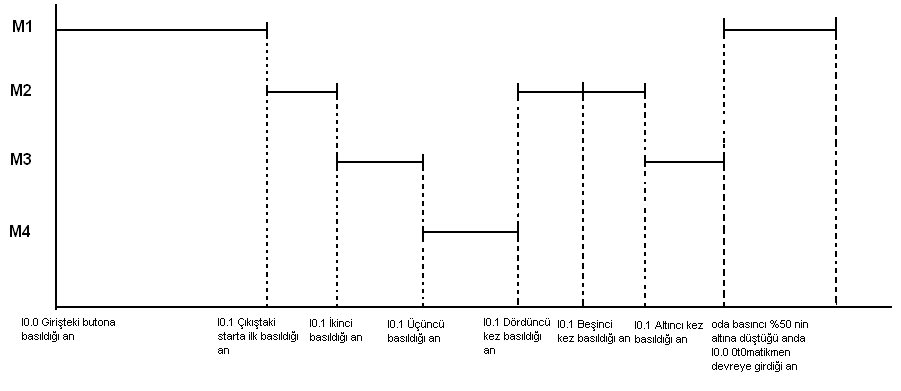 M1
M2
M3
M4
I0.0 Girişteki butona
basıldığı an
I0.1 Çıkıştaki
starta ilk basıldığı
an
I0.1 İkinci
basıldığı an
I0.1 Üçüncü
basıldığı an
I0.1 Dördüncü
kez basıldığı
an
I0.1 Beşinci
kez basıldığı an
I0.1 Altıncı kez
basıldığı an
oda basıncı %50 nin
altına düştüğü anda
I0.0 0t0matikmen
devreye girdiği an